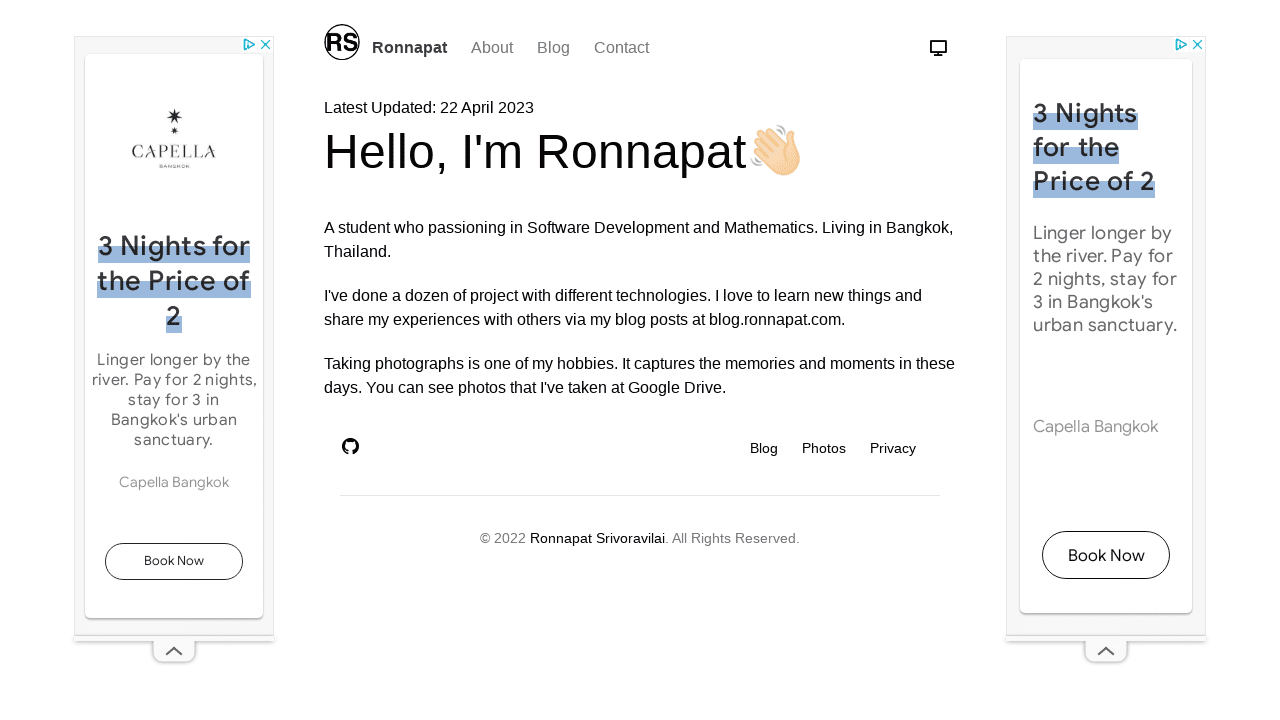 RS
Ronnapat About Blog Contact
Latest Updated: 22 April 2023
Hello, I'm Ronnapat👋🏻
A student who passioning in Software Development and Mathematics. Living in Bangkok,
Thailand.
I've done a dozen of project with different technologies. I love to learn new things and
share my experiences with others via my blog posts at blog.ronnapat.com.
Taking photographs is one of my hobbies. It captures the memories and moments in these
days. You can see photos that I've taken at Google Drive.
Blog Photos Privacy
© 2022 Ronnapat Srivoravilai. All Rights Reserved.
CAPELLA
BANGKOK
3 Nights for
the Price of
2
Linger longer by the
river. Pay for 2 nights,
stay for 3 in
Bangkok's urban
sanctuary.
Capella Bangkok
Book Now
3 Nights
for the
Price of 2
Linger longer by
the river. Pay for
2 nights, stay for
3 in Bangkok's
urban sanctuary.
Capella Bangkok
Book Now